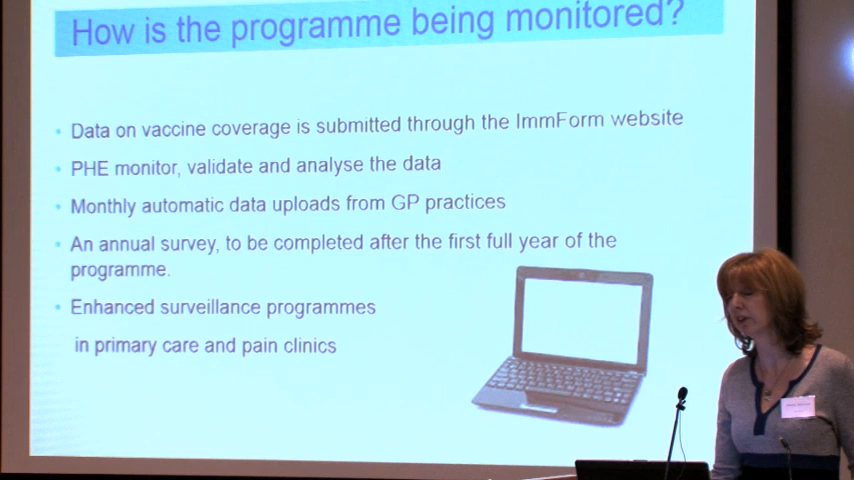 How is the programme being monitored?
Data on vaccine coverage is submitted through the ImmForm website
PHE monitor, validate and analyse the data
Monthly automatic data uploads from GP practices
An annual survey, to be completed after the first full year of the
programme.
Enhanced surveillance programmes
in primary care and pain clinics